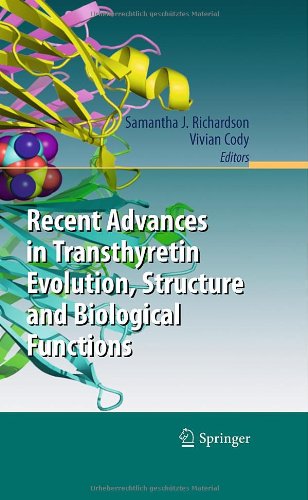 Urheberrechtlich geschütztes Material
Samantha J. Richardson
Vivian Cody
Editors
Recent Advances
in Transthyretin
Evolution, Structure
and Biological
Functions
Springer
Urheberrechtlich geschütztes Material